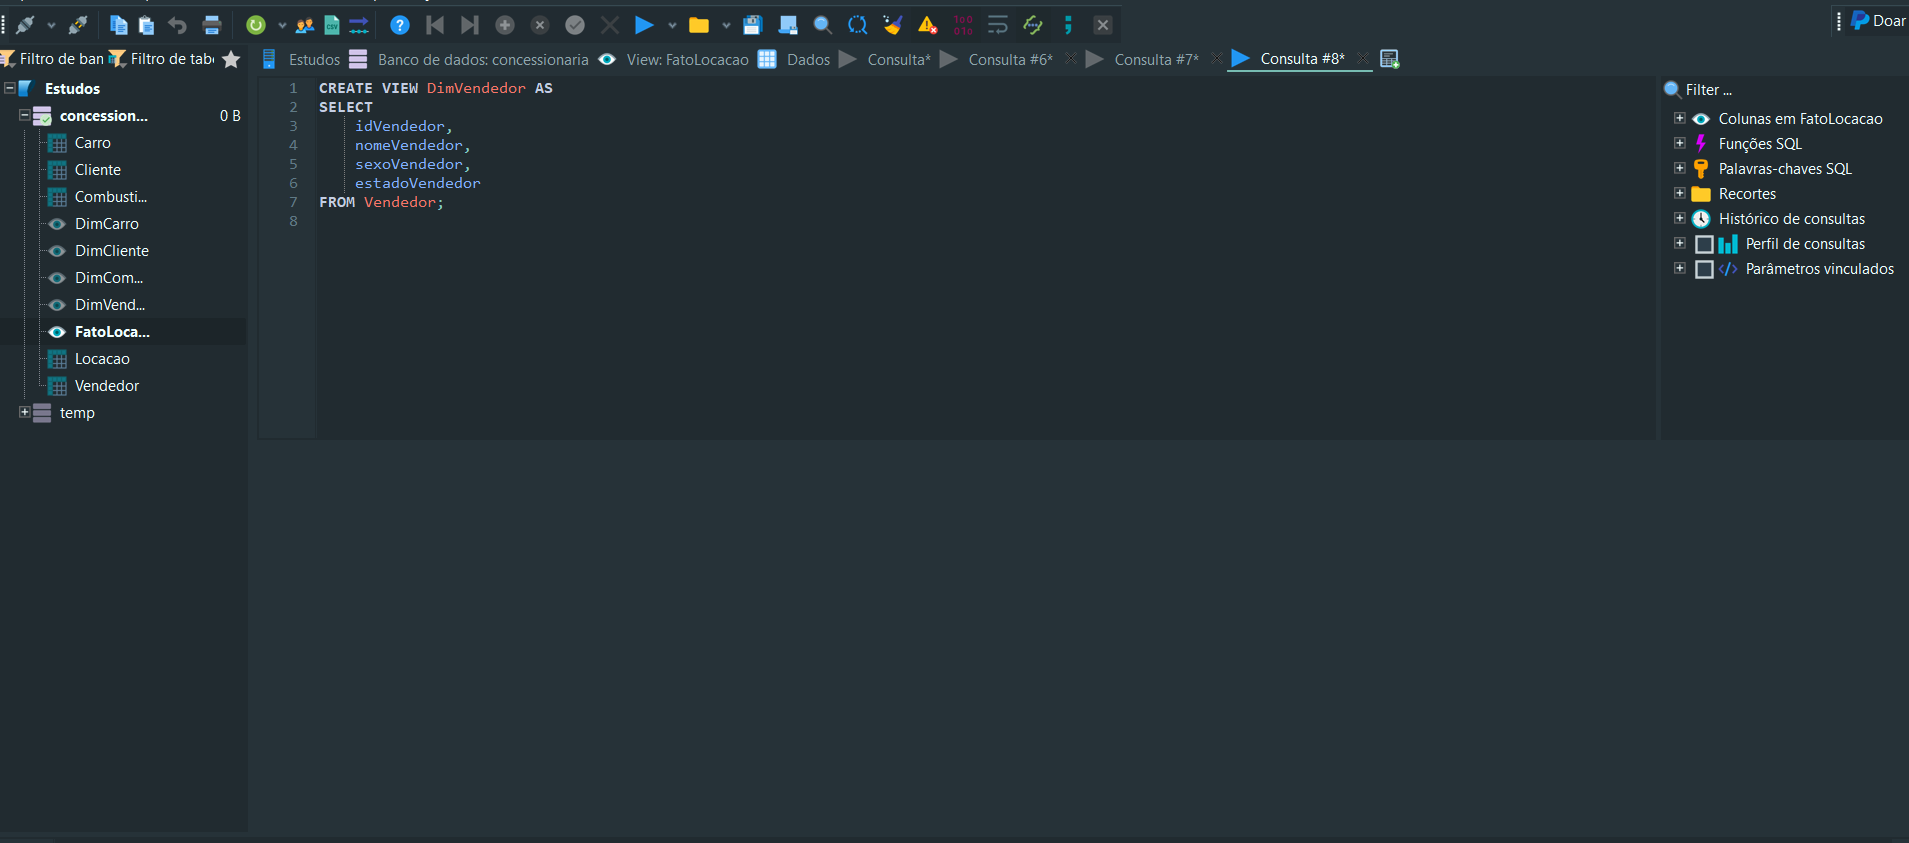 Doar
Filtro de ban
Filtro de tabe
Estudos
Banco de dados: concessionaria
View: FatoLocacao
Dados
Consulta*
Consulta #6*
Consulta #7*
Consulta #8*
Estudos
concession... 0 B
Carro
Cliente
Combusti...
DimCarro
DimCliente
DimCom...
DimVend...
FatoLoca...
Locacao
Vendedor
temp
1 CREATE VIEW DimVendedor AS
2 SELECT
3 idVendedor,
4 nomeVendedor,
5 sexoVendedor,
6 estadoVendedor
7 FROM Vendedor;
8
Filter ...
Colunas em FatoLocacao
Funções SQL
Palavras-chaves SQL
Recortes
Histórico de consultas
Perfil de consultas
Parâmetros vinculados